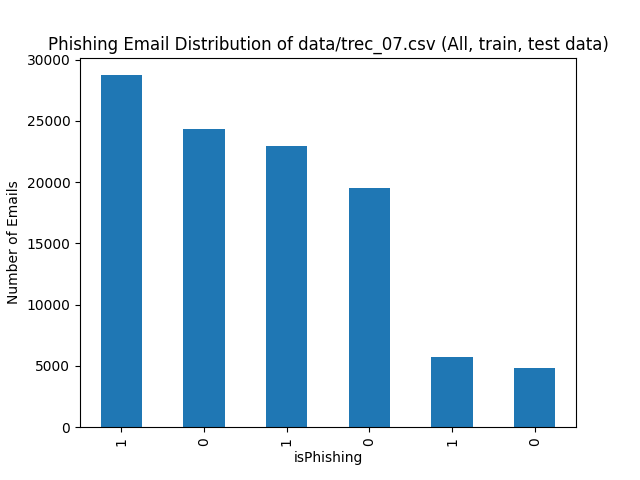 Phishing Email Distribution of data/trec_07.csv (All, train, test data)
30000
25000
20000
15000
10000
5000
0
Number of Emails
1 0 1 0 1 0
isPhishing